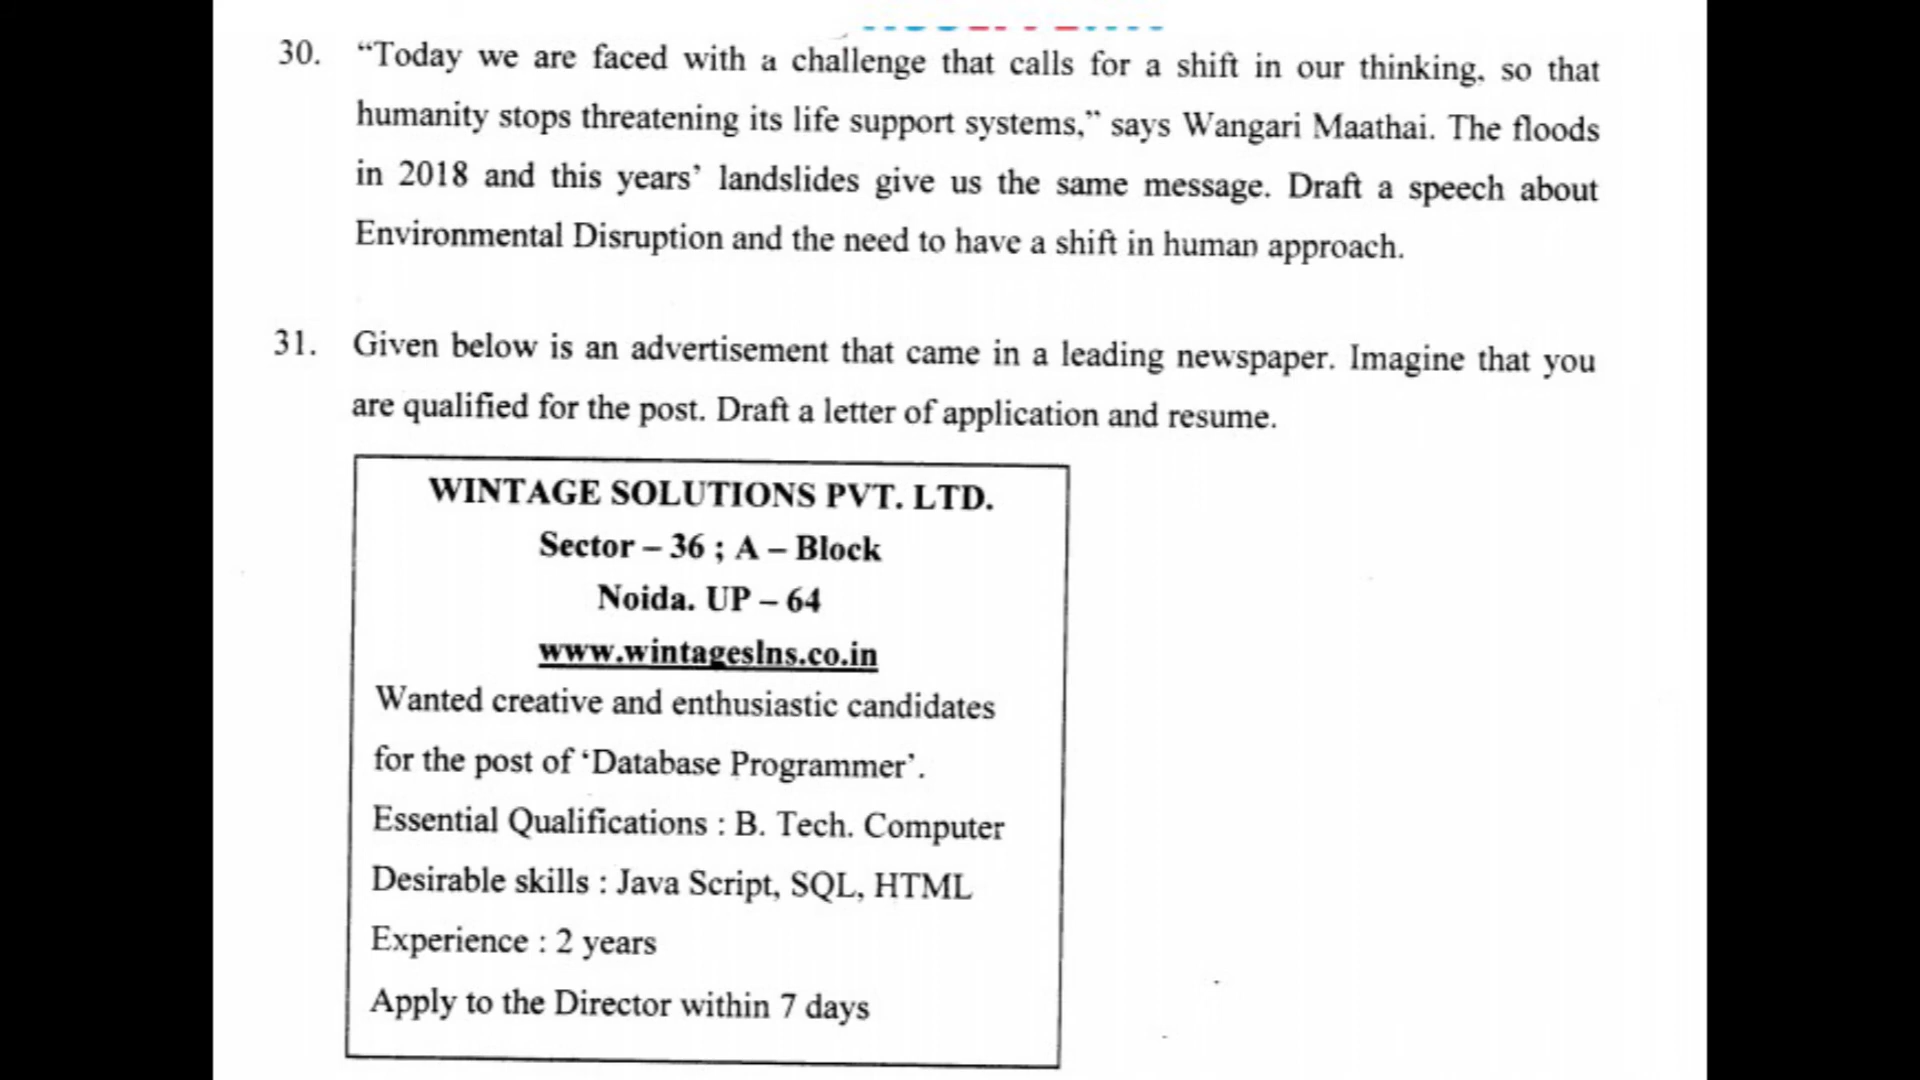 30. “Today we are faced with a challenge that calls for a shift in our thinking, so that
humanity stops threatening its life support systems,” says Wangari Maathai. The floods
in 2018 and this years’ landslides give us the same message. Draft a speech about
Environmental Disruption and the need to have a shift in human approach.
31. Given below is an advertisement that came in a leading newspaper. Imagine that you
are qualified for the post. Draft a letter of application and resume.
WINTAGE SOLUTIONS PVT. LTD.
Sector – 36 ; A – Block
Noida. UP – 64
www.wintageslns.co.in
Wanted creative and enthusiastic candidates
for the post of ‘Database Programmer’.
Essential Qualifications : B. Tech. Computer
Desirable skills : Java Script, SQL, HTML
Experience : 2 years
Apply to the Director within 7 days